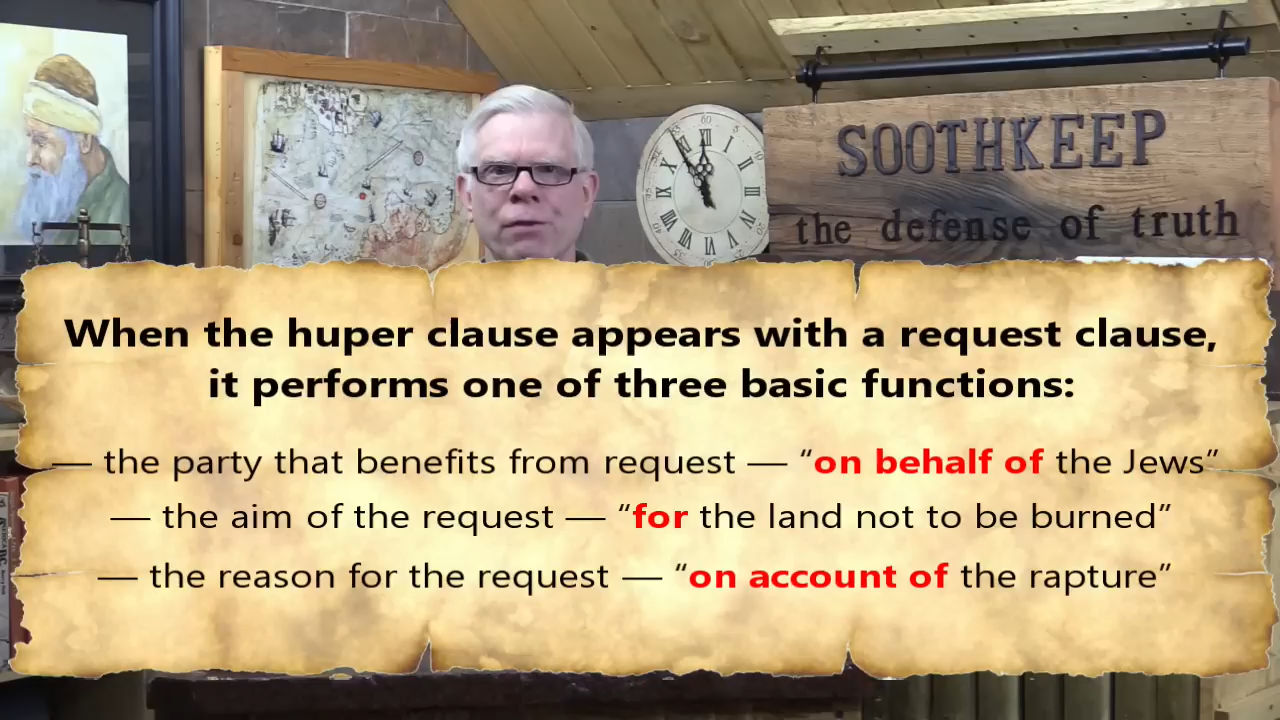 SOOTHKEEP
the defense of truth
When the huper clause appears with a request clause,
it performs one of three basic functions:
— the party that benefits from request — “on behalf of the Jews”
— the aim of the request — “for the land not to be burned”
— the reason for the request — “on account of the rapture”